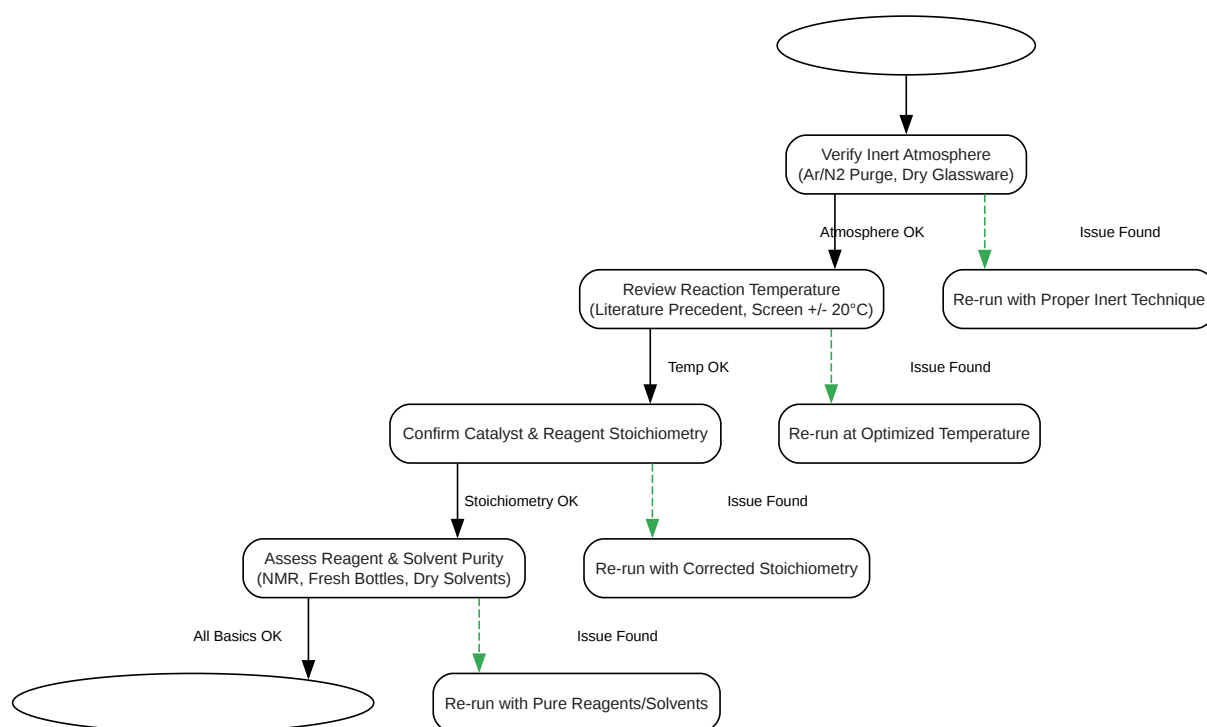 Verify Inert Atmosphere
(Ar/N2 Purge, Dry Glassware)
Atmosphere OK
Issue Found
Review Reaction Temperature
(Literature Precedent, Screen +/- 20°C)
Re-run with Proper Inert Technique
Temp OK
Issue Found
Confirm Catalyst & Reagent Stoichiometry
Re-run at Optimized Temperature
Stoichiometry OK
Issue Found
Assess Reagent & Solvent Purity
(NMR, Fresh Bottles, Dry Solvents)
Re-run with Corrected Stoichiometry
All Basics OK
Issue Found
Re-run with Pure Reagents/Solvents